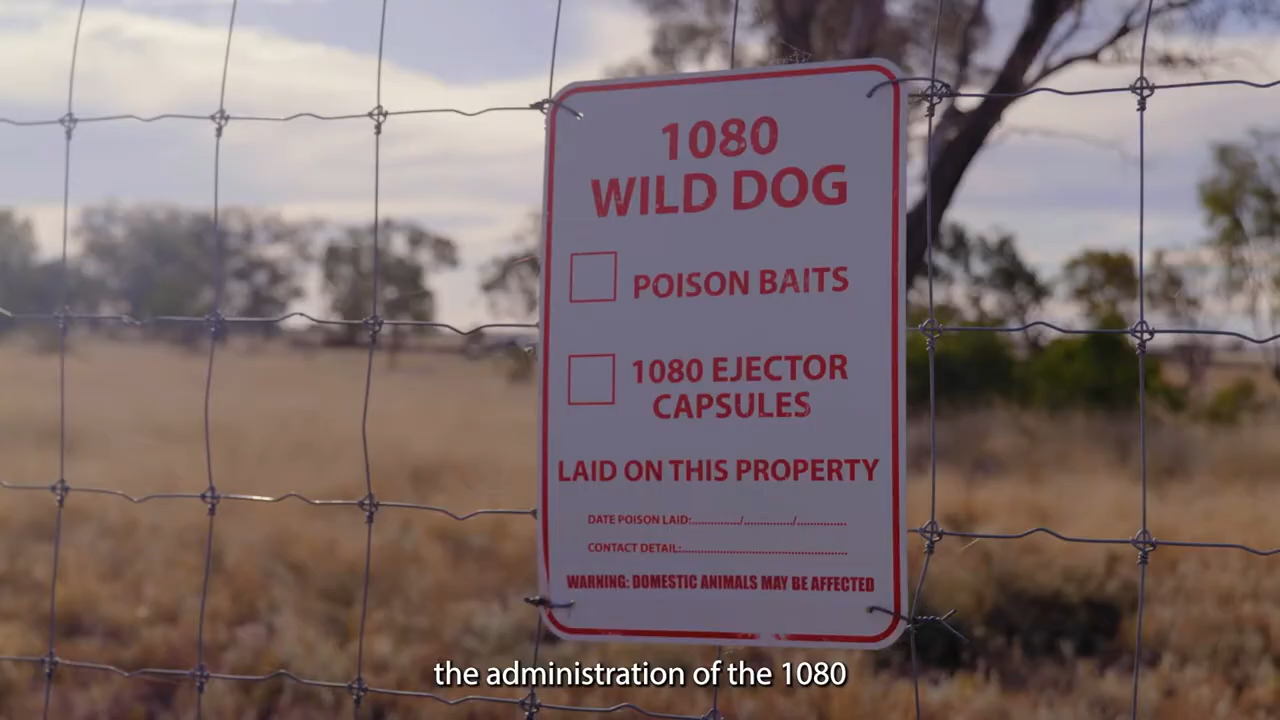 1080
WILD DOG
POISON BAITS
1080 EJECTOR
CAPSULES
LAID ON THIS PROPERTY
DATE POISON LAID:............../............../..............
CONTACT DETAIL:..............................................
WARNING: DOMESTIC ANIMALS MAY BE AFFECTED
the administration of the 1080